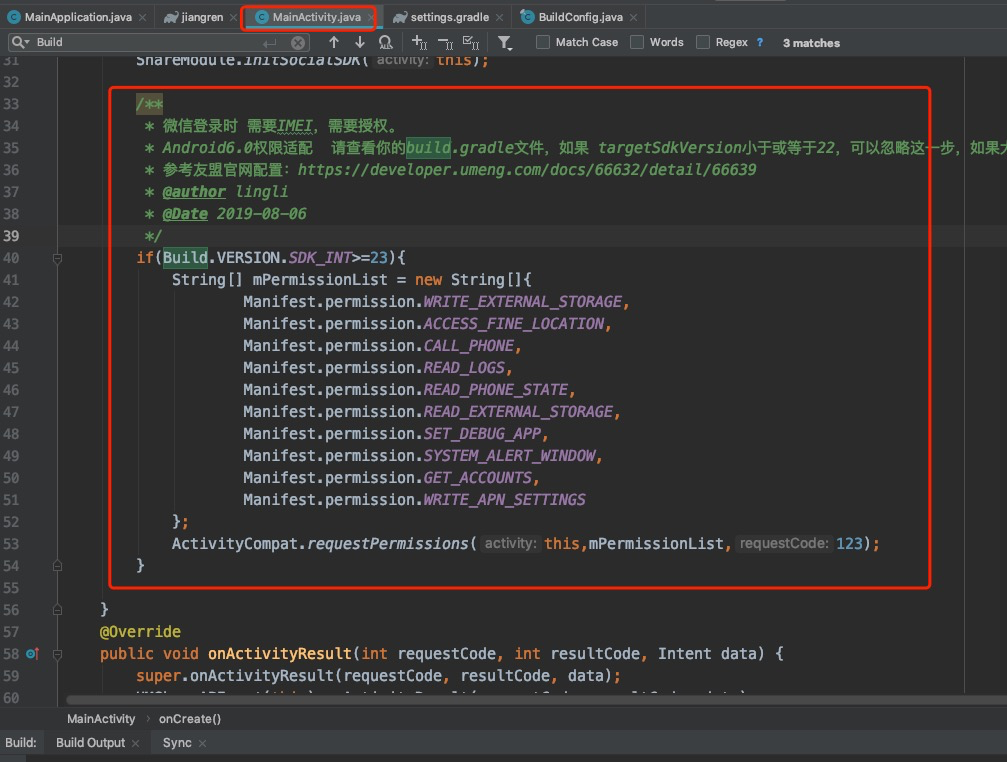 MainApplication.java
jiangren
MainActivity.java
settings.gradle
BuildConfig.java
Build
Match Case
Words
Regex ?
3 matches
31 ShareModule.initSocialSDK( activity: this);
32
33 /**
34 * 微信登录时 需要IMEI，需要授权。
35 * Android6.0权限适配 请查看你的build.gradle文件，如果 targetSdkVersion小于或等于22，可以忽略这一步，如果大
36 * 参考友盟官网配置：https://developer.umeng.com/docs/66632/detail/66639
37 * @author lingli
38 * @Date 2019-08-06
39 */
40 if(Build.VERSION.SDK_INT>=23){
41 String[] mPermissionList = new String[]{
42 Manifest.permission.WRITE_EXTERNAL_STORAGE,
43 Manifest.permission.ACCESS_FINE_LOCATION,
44 Manifest.permission.CALL_PHONE,
45 Manifest.permission.READ_LOGS,
46 Manifest.permission.READ_PHONE_STATE,
47 Manifest.permission.READ_EXTERNAL_STORAGE,
48 Manifest.permission.SET_DEBUG_APP,
49 Manifest.permission.SYSTEM_ALERT_WINDOW,
50 Manifest.permission.GET_ACCOUNTS,
51 Manifest.permission.WRITE_APN_SETTINGS
52 };
53 ActivityCompat.requestPermissions( activity: this,mPermissionList, requestCode: 123);
54 }
55
56 }
57 @Override
58 public void onActivityResult(int requestCode, int resultCode, Intent data) {
59 super.onActivityResult(requestCode, resultCode, data);
60
MainActivity › onCreate()
Build: Build Output Sync